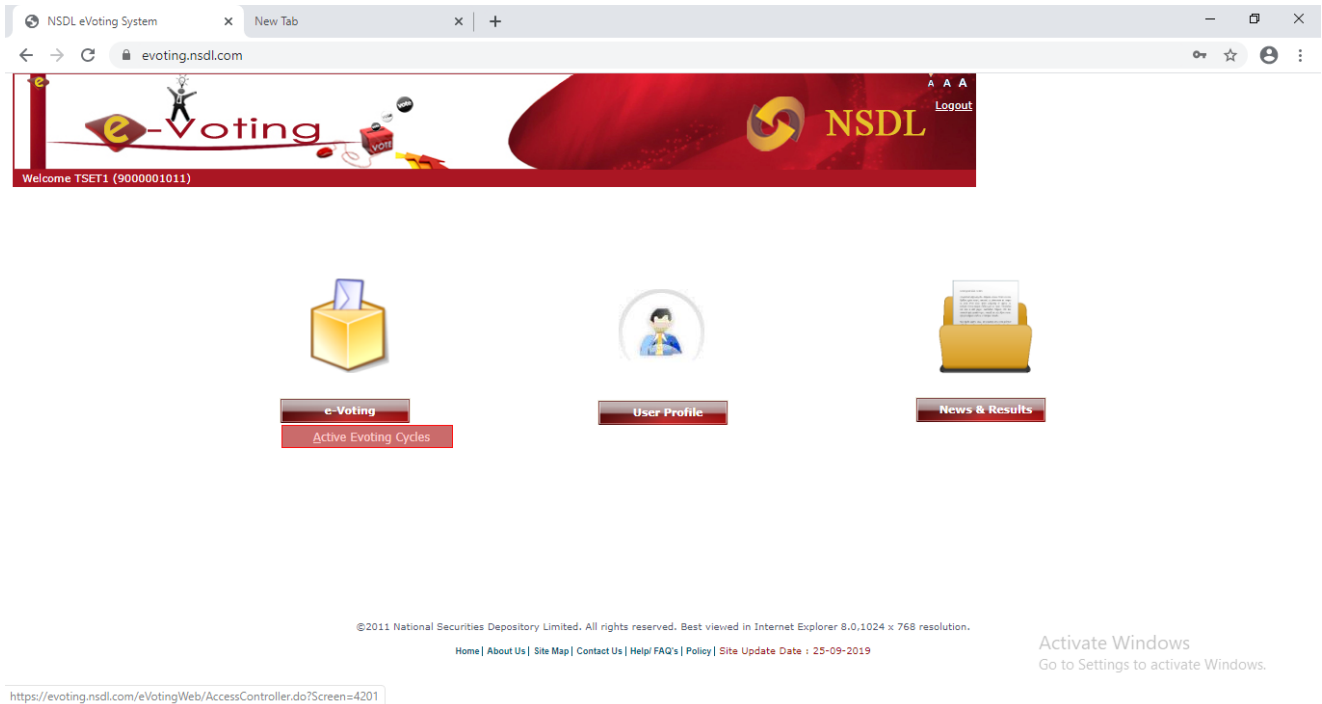 NSDL eVoting System
New Tab
evoting.nsdl.com
A A A
Logout
e-Voting
vote
VOTE
NSDL
Welcome TSET1 (9000001011)
e-Voting
User Profile
News & Results
Active Evoting Cycles
©2011 National Securities Depository Limited. All rights reserved. Best viewed in Internet Explorer 8.0,1024 x 768 resolution.
Home| About Us| Site Map| Contact Us| Help/ FAQ's| Policy| Site Update Date : 25-09-2019
Activate Windows
Go to Settings to activate Windows.
https://evoting.nsdl.com/eVotingWeb/AccessController.do?Screen=4201